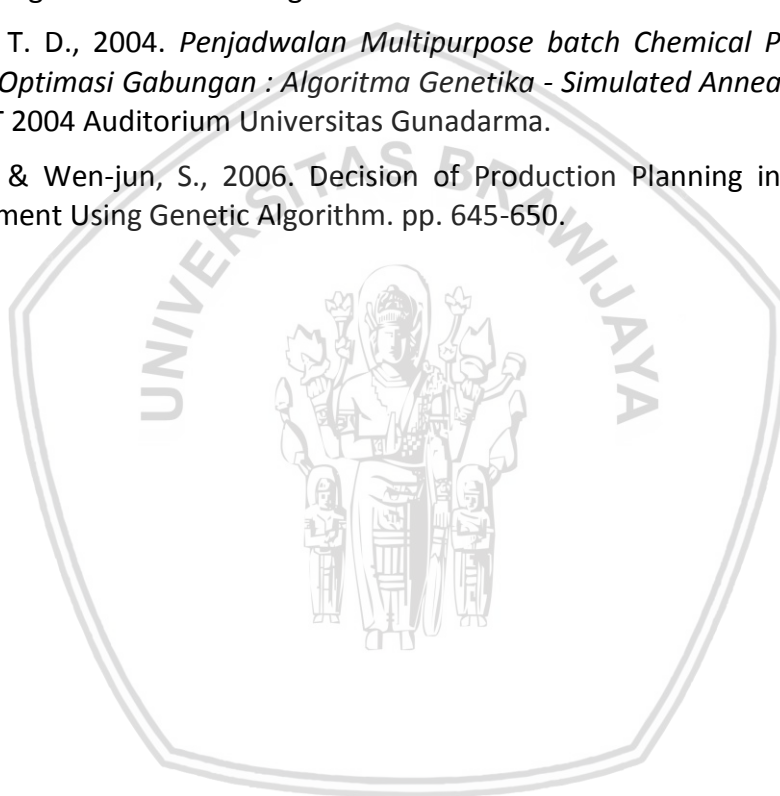 T. D., 2004. Penjadwalan Multipurpose batch Chemical P
Optimasi Gabungan : Algoritma Genetika - Simulated Annea
2004 Auditorium Universitas Gunadarma.
& Wen-jun, S., 2006. Decision of Production Planning in
ment Using Genetic Algorithm. pp. 645-650.
UNIVERSITAS BRAWIJAYA